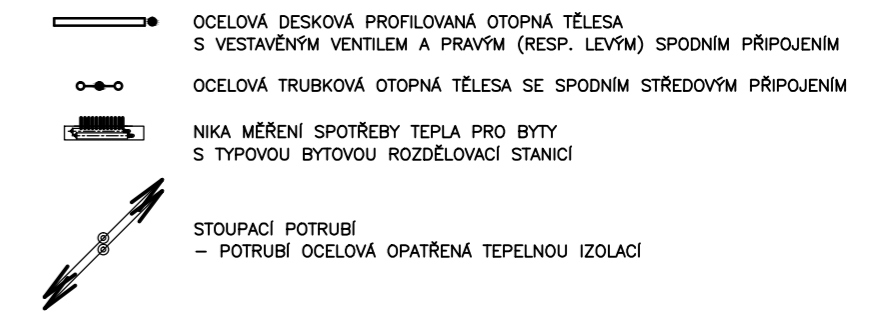 OCELOVÁ DESKOVÁ PROFILOVANÁ OTOPNÁ TĚLESA
S VESTAVĚNÝM VENTILEM A PRAVÝM (RESP. LEVÝM) SPODNÍM PŘIPOJENÍM
OCELOVÁ TRUBKOVÁ OTOPNÁ TĚLESA SE SPODNÍM STŘEDOVÝM PŘIPOJENÍM
NIKA MĚŘENÍ SPOTŘEBY TEPLA PRO BYTY
S TYPOVOU BYTOVOU ROZDĚLOVACÍ STANICÍ
STOUPACÍ POTRUBÍ
– POTRUBÍ OCELOVÁ OPATŘENÁ TEPELNOU IZOLACÍ